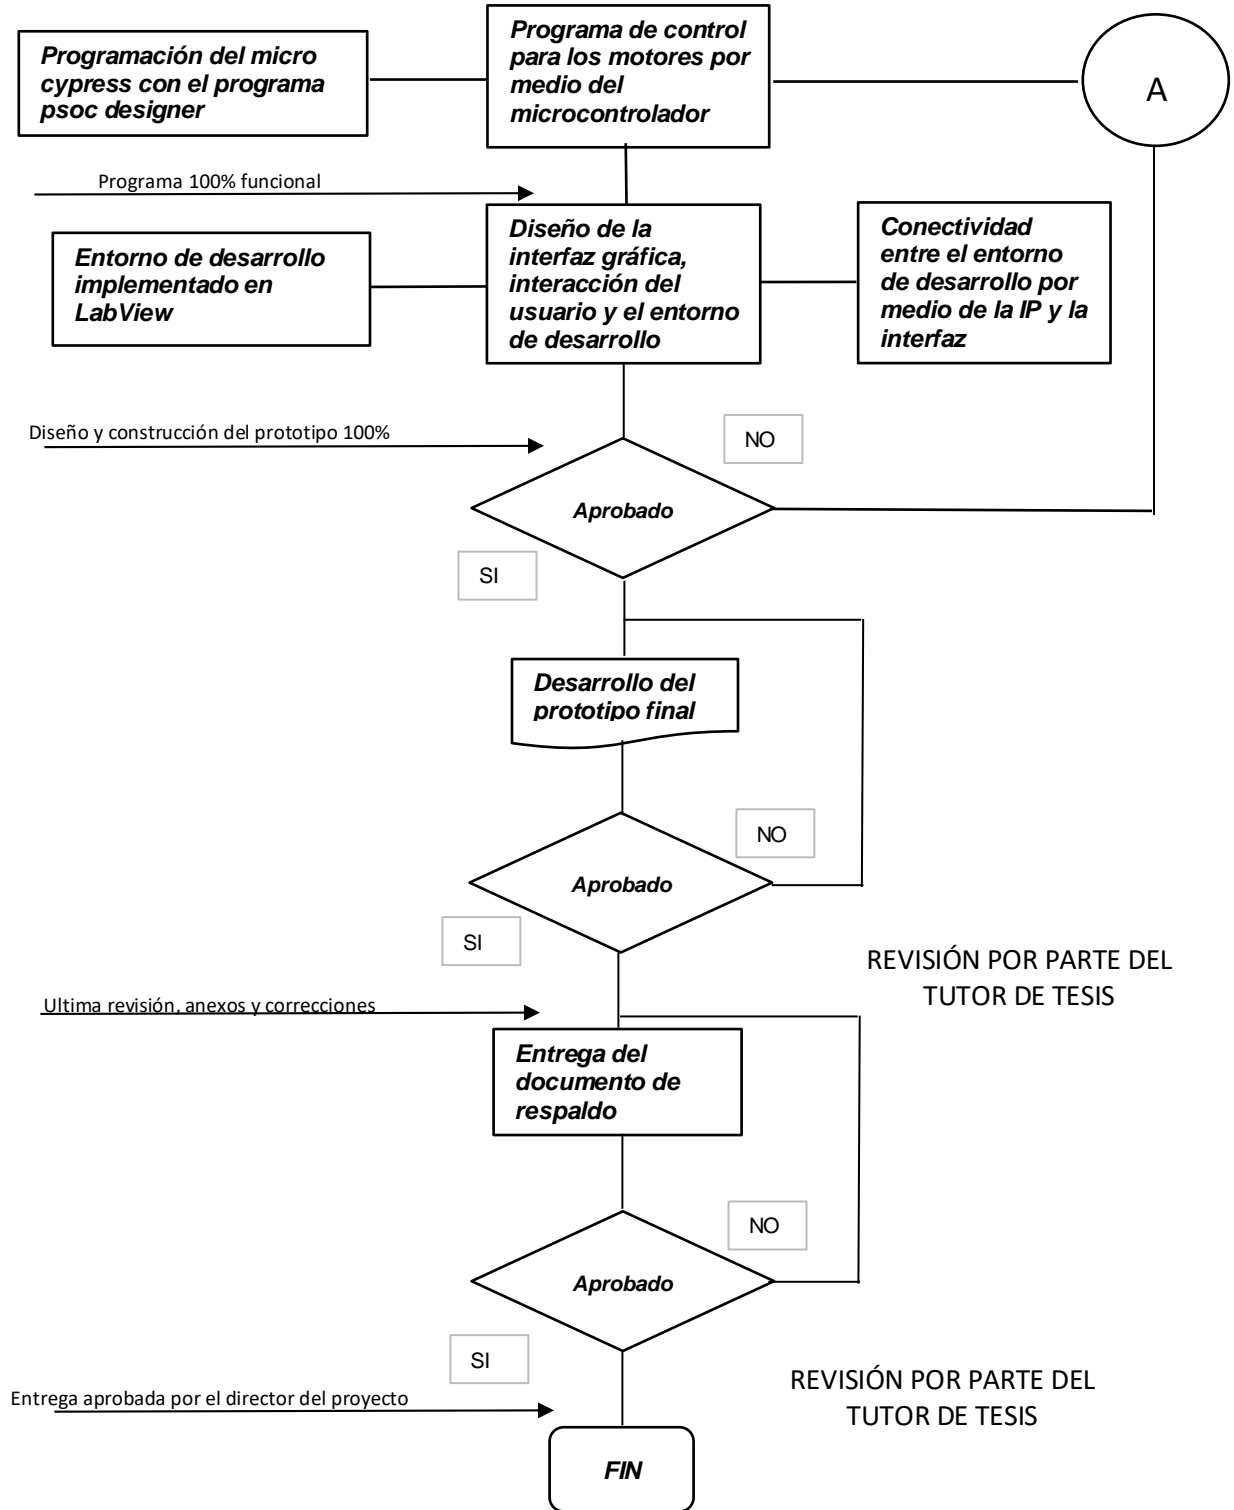 Programación del micro
cypress con el programa
psoc designer
Programa de control
para los motores por
medio del
microcontrolador
A
Programa 100% funcional
Entorno de desarrollo
implementado en
LabView
Diseño de la
interfaz gráfica,
interacción del
usuario y el entorno
de desarrollo
Conectividad
entre el entorno
de desarrollo por
medio de la IP y la
interfaz
Diseño y construcción del prototipo 100%
NO
Aprobado
SI
Desarrollo del
prototipo final
NO
Aprobado
SI
REVISIÓN POR PARTE DEL
TUTOR DE TESIS
Ultima revisión, anexos y correcciones
Entrega del
documento de
respaldo
NO
Aprobado
SI
REVISIÓN POR PARTE DEL
TUTOR DE TESIS
Entrega aprobada por el director del proyecto
FIN